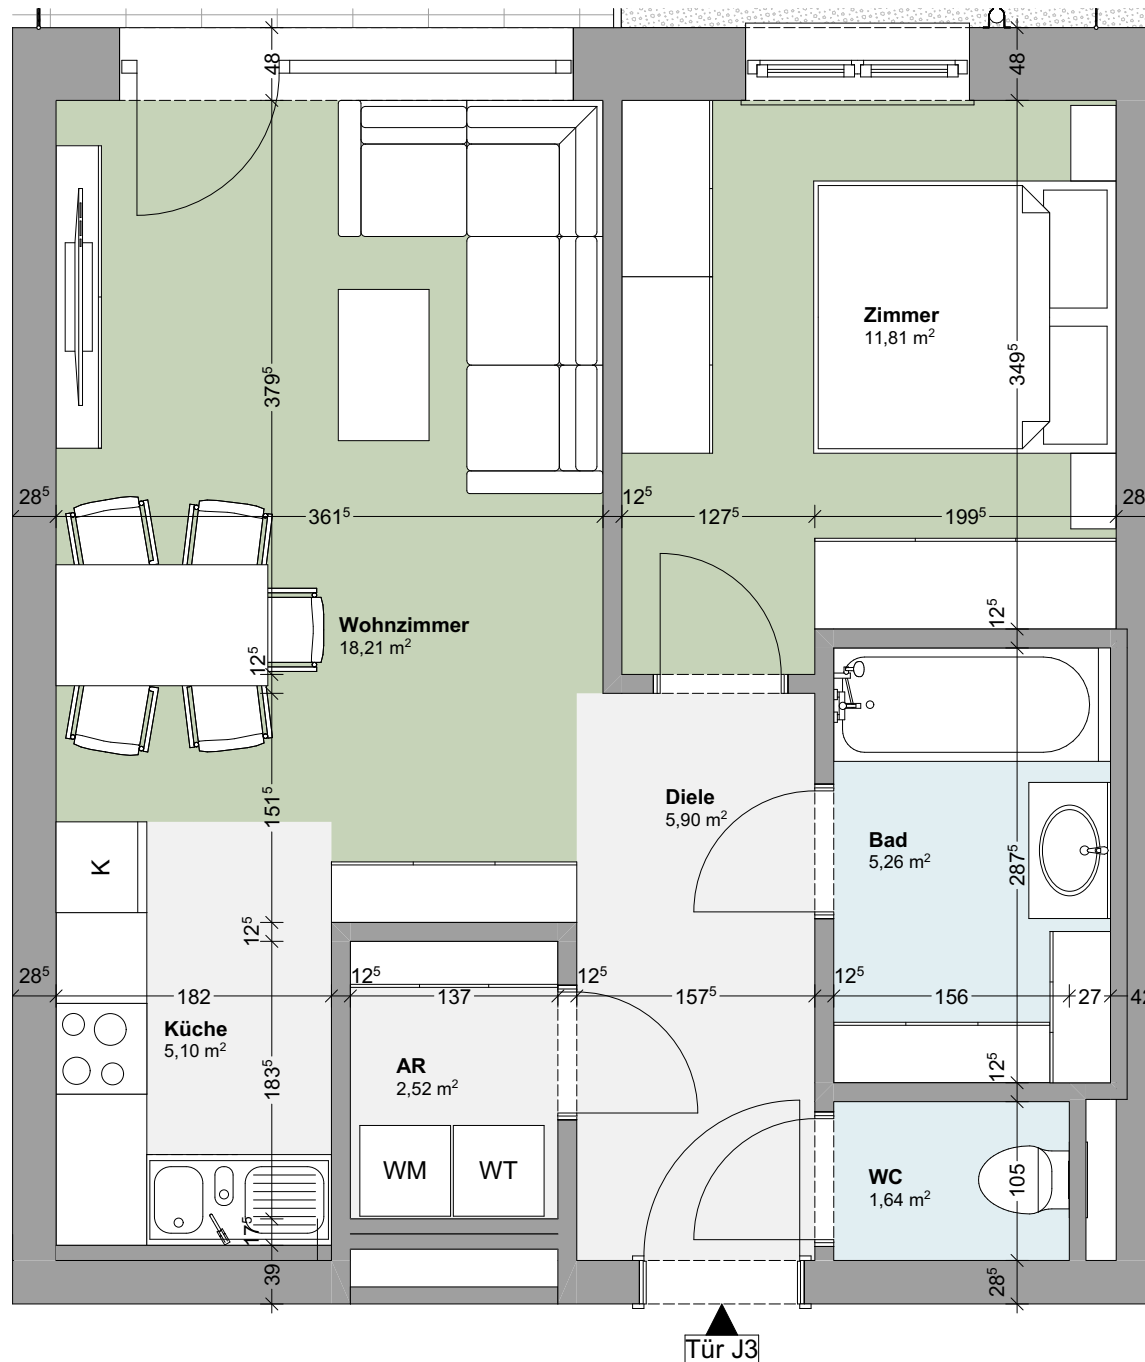 48
48
Zimmer
11,81 m²
379⁵
349⁵
28⁵
361⁵
12⁵
127⁵
199⁵
28
Wohnzimmer
18,21 m²
12⁵
12⁵
Diele
5,90 m²
151⁵
Bad
5,26 m²
287⁵
K
12⁵
28⁵
182
12⁵
137
12⁵
157⁵
12⁵
156
27
42
Küche
5,10 m²
183⁵
AR
2,52 m²
12⁵
WM
WT
WC
1,64 m²
105
17⁵
39
28⁵
Tür J3